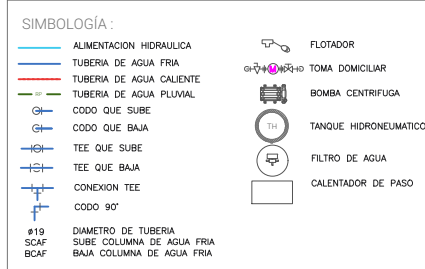 SIMBOLOGÍA :
ALIMENTACION HIDRAULICA
TUBERIA DE AGUA FRIA
TUBERIA DE AGUA CALIENTE
TUBERIA DE AGUA PLUVIAL
CODO QUE SUBE
CODO QUE BAJA
TEE QUE SUBE
TEE QUE BAJA
CONEXION TEE
CODO 90°
ø19 DIAMETRO DE TUBERIA
SCAF SUBE COLUMNA DE AGUA FRIA
BCAF BAJA COLUMNA DE AGUA FRIA
FLOTADOR
M TOMA DOMICILIAR
BOMBA CENTRIFUGA
TH TANQUE HIDRONEUMATICO
FILTRO DE AGUA
CALENTADOR DE PASO